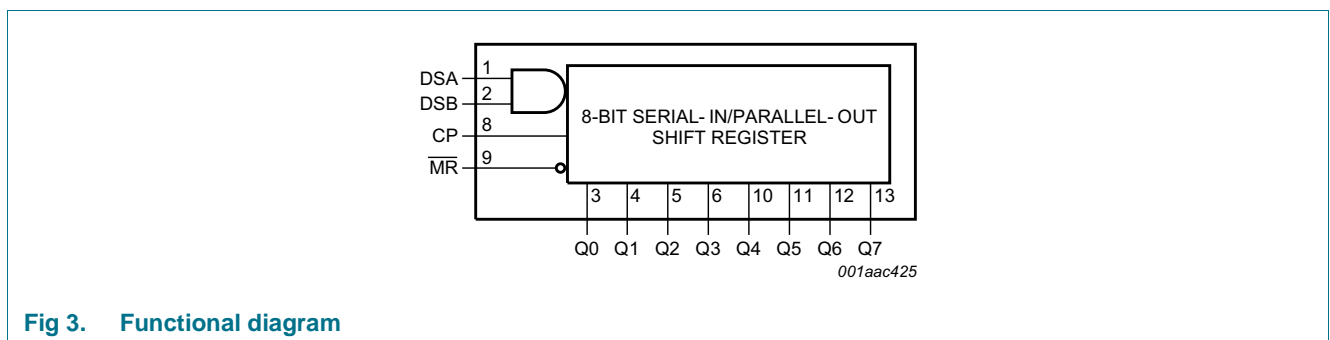 DSA 1
DSB 2
CP 8
MR 9
8-BIT SERIAL- IN/PARALLEL- OUT
SHIFT REGISTER
3 4 5 6 10 11 12 13
Q0 Q1 Q2 Q3 Q4 Q5 Q6 Q7
001aac425
Fig 3. Functional diagram